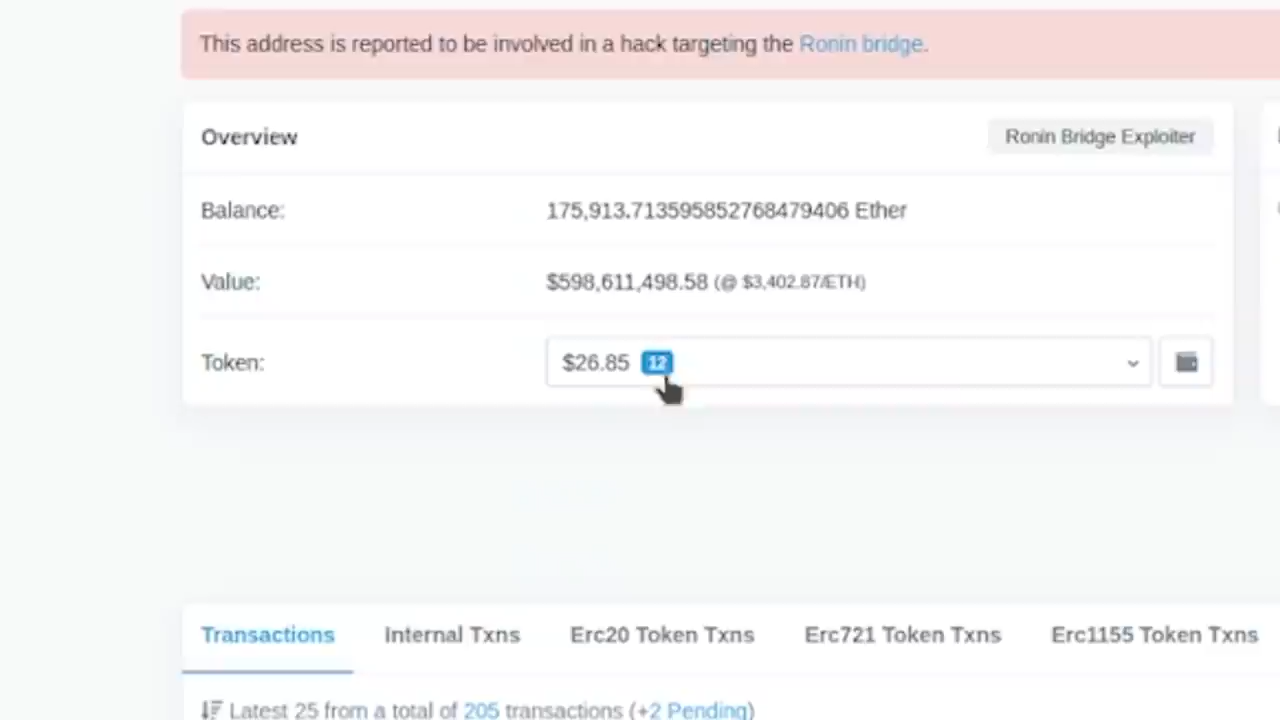 This address is reported to be involved in a hack targeting the Ronin bridge.
Overview
Ronin Bridge Exploiter
Balance: 175,913.713595852768479406 Ether
Value: $598,611,498.58 (@ $3,402.87/ETH)
Token: $26.85 12
Transactions Internal Txns Erc20 Token Txns Erc721 Token Txns Erc1155 Token Txns
Latest 25 from a total of 205 transactions (+2 Pending)